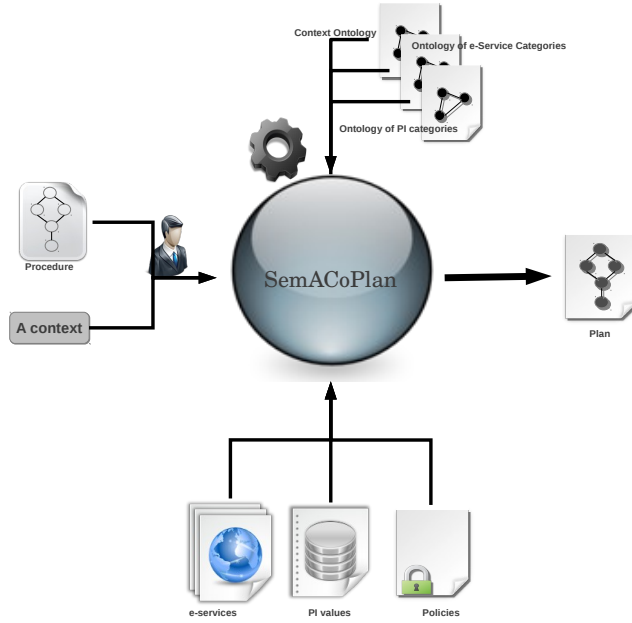 Context Ontology
Ontology of e-Service Categories
Ontology of PI categories
Procedure
SemACoPlan
A context
Plan
e-services
PI values
Policies